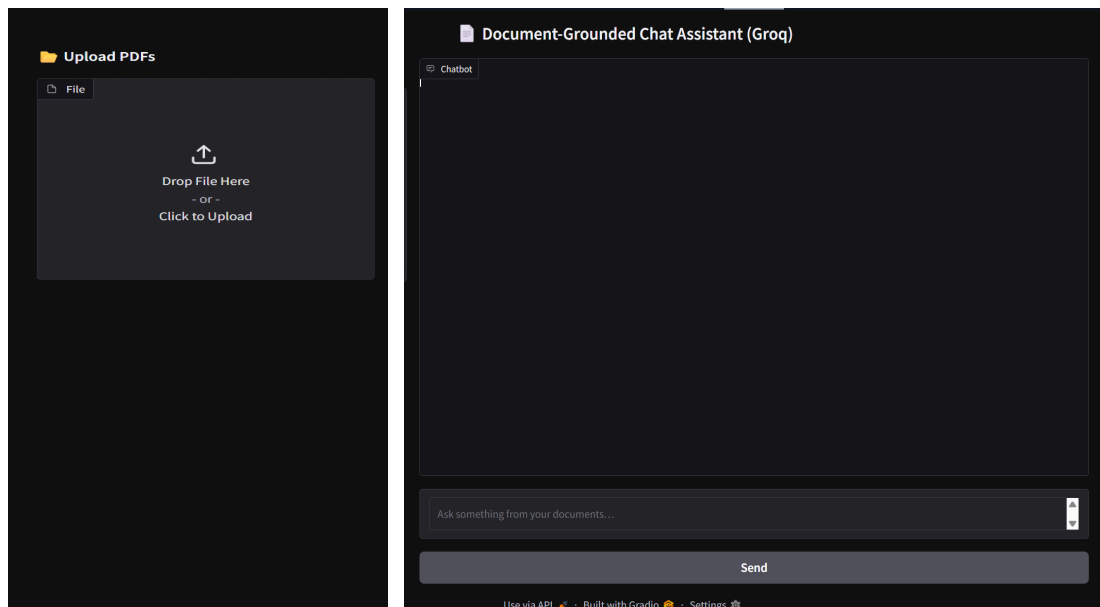 📂 Upload PDFs
File
Drop File Here
- or -
Click to Upload
📄 Document-Grounded Chat Assistant (Groq)
Chatbot
Ask something from your documents...
Send
Use via API 🚀 · Built with Gradio · Settings